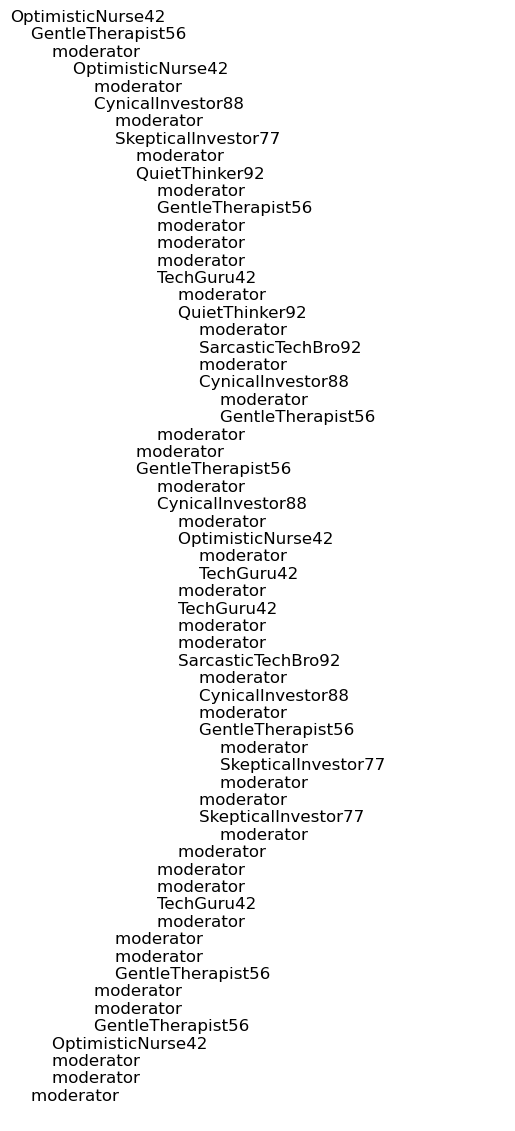 OptimisticNurse42
GentleTherapist56
moderator
OptimisticNurse42
moderator
CynicalInvestor88
moderator
SkepticalInvestor77
moderator
QuietThinker92
moderator
GentleTherapist56
moderator
moderator
moderator
TechGuru42
moderator
QuietThinker92
moderator
SarcasticTechBro92
moderator
CynicalInvestor88
moderator
GentleTherapist56
moderator
moderator
GentleTherapist56
moderator
CynicalInvestor88
moderator
OptimisticNurse42
moderator
TechGuru42
moderator
TechGuru42
moderator
moderator
SarcasticTechBro92
moderator
CynicalInvestor88
moderator
GentleTherapist56
moderator
SkepticalInvestor77
moderator
moderator
SkepticalInvestor77
moderator
moderator
moderator
moderator
TechGuru42
moderator
moderator
moderator
GentleTherapist56
moderator
moderator
GentleTherapist56
OptimisticNurse42
moderator
moderator
moderator